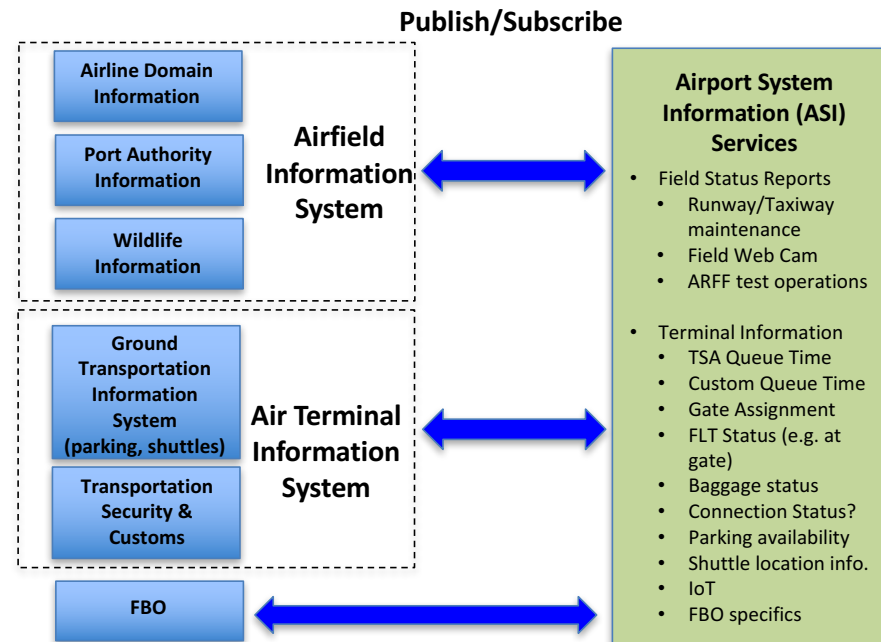 Publish/Subscribe
Airline Domain
Information
Port Authority
Information
Wildlife
Information
Airfield
Information
System
Ground
Transportation
Information
System
(parking, shuttles)
Transportation
Security &
Customs
Air Terminal
Information
System
FBO
Airport System
Information (ASI)
Services
• Field Status Reports
• Runway/Taxiway
maintenance
• Field Web Cam
• ARFF test operations
• Terminal Information
• TSA Queue Time
• Custom Queue Time
• Gate Assignment
• FLT Status (e.g. at
gate)
• Baggage status
• Connection Status?
• Parking availability
• Shuttle location info.
• IoT
• FBO specifics